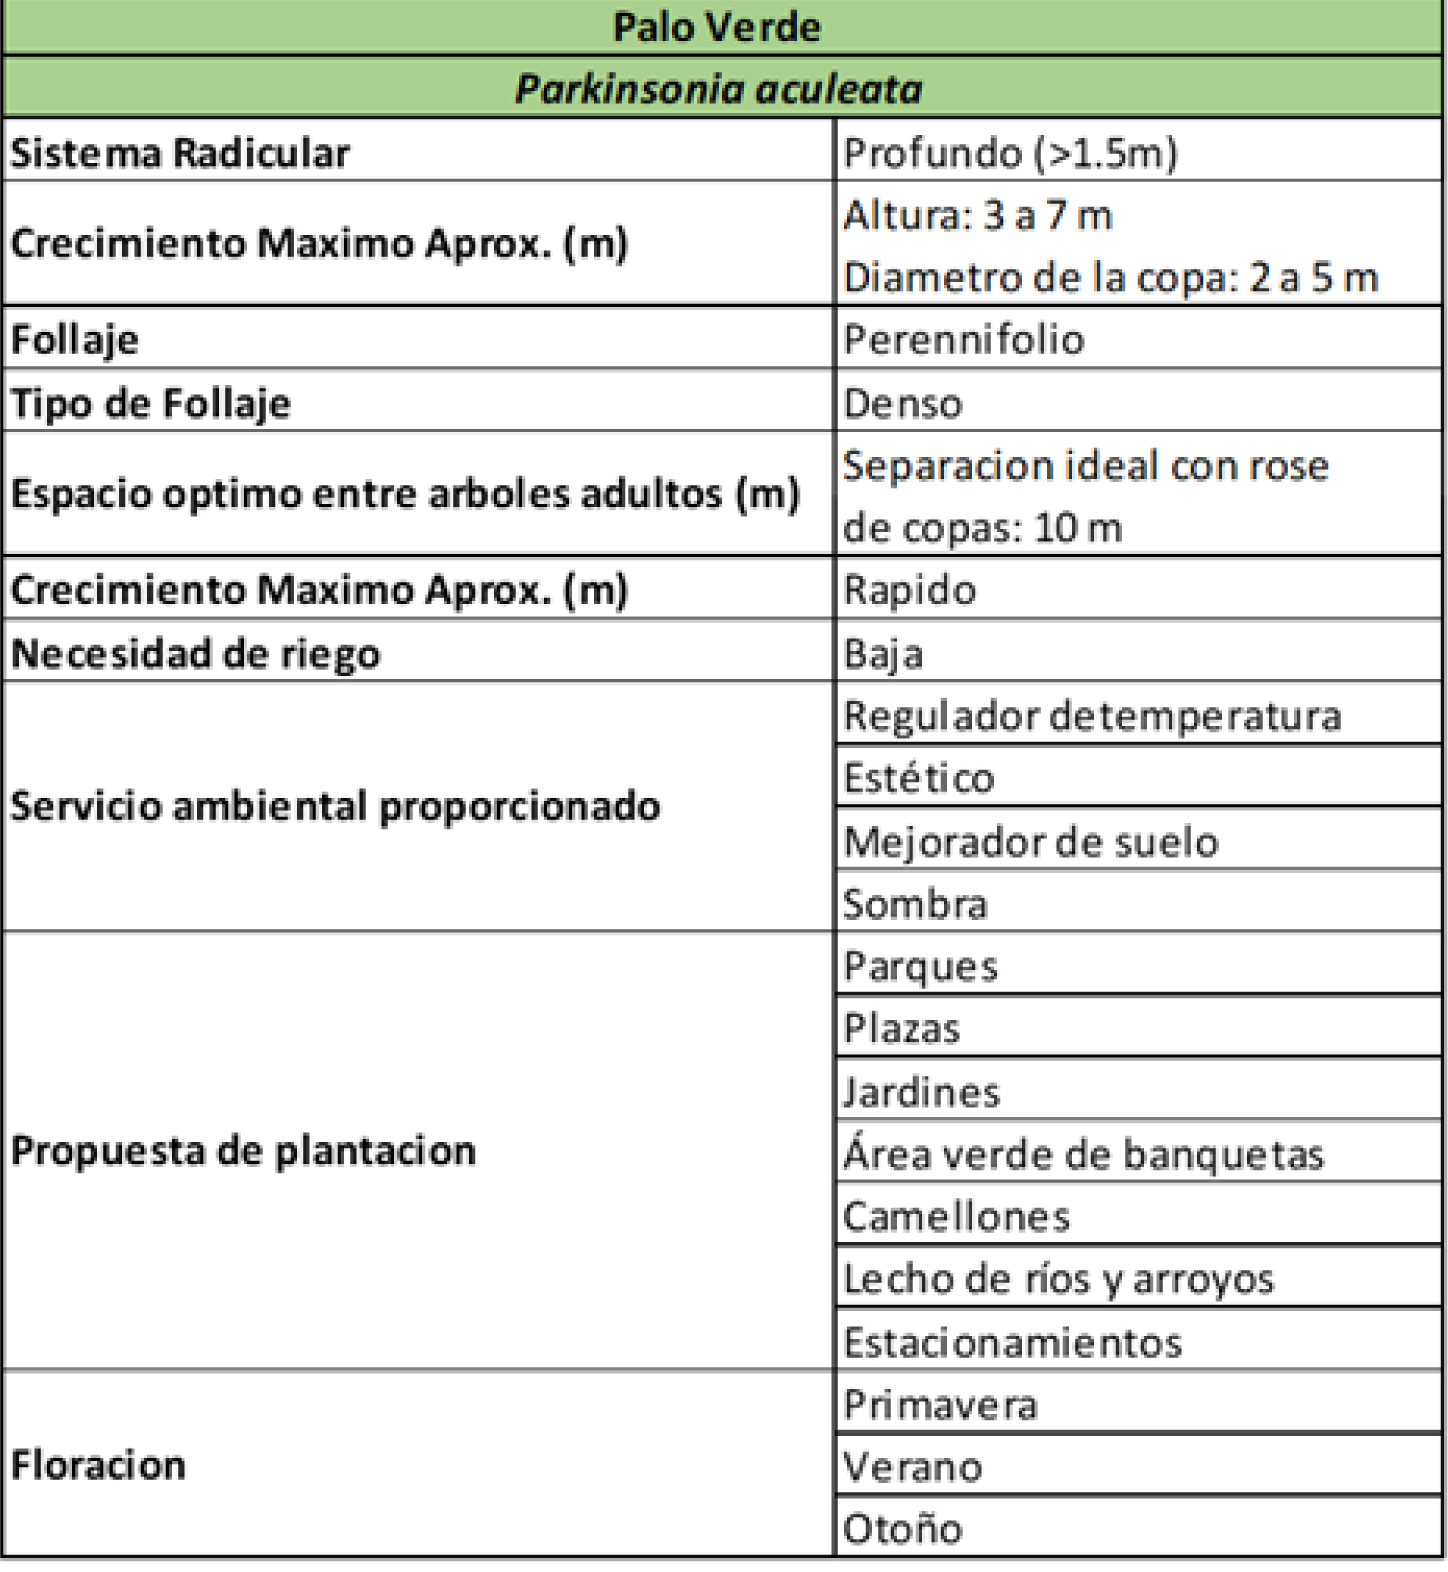 Palo Verde
Parkinsonia aculeata
Sistema Radicular
Profundo (>1.5m)
Crecimiento Maximo Aprox. (m)
Altura: 3 a 7 m
Diametro de la copa: 2 a 5 m
Follaje
Perennifolio
Tipo de Follaje
Denso
Espacio optimo entre arboles adultos (m)
Separacion ideal con rose
de copas: 10 m
Crecimiento Maximo Aprox. (m)
Rapido
Necesidad de riego
Baja
Servicio ambiental proporcionado
Regulador detemperatura
Estético
Mejorador de suelo
Sombra
Propuesta de plantacion
Parques
Plazas
Jardines
Área verde de banquetas
Camellones
Lecho de ríos y arroyos
Estacionamientos
Floracion
Primavera
Verano
Otoño